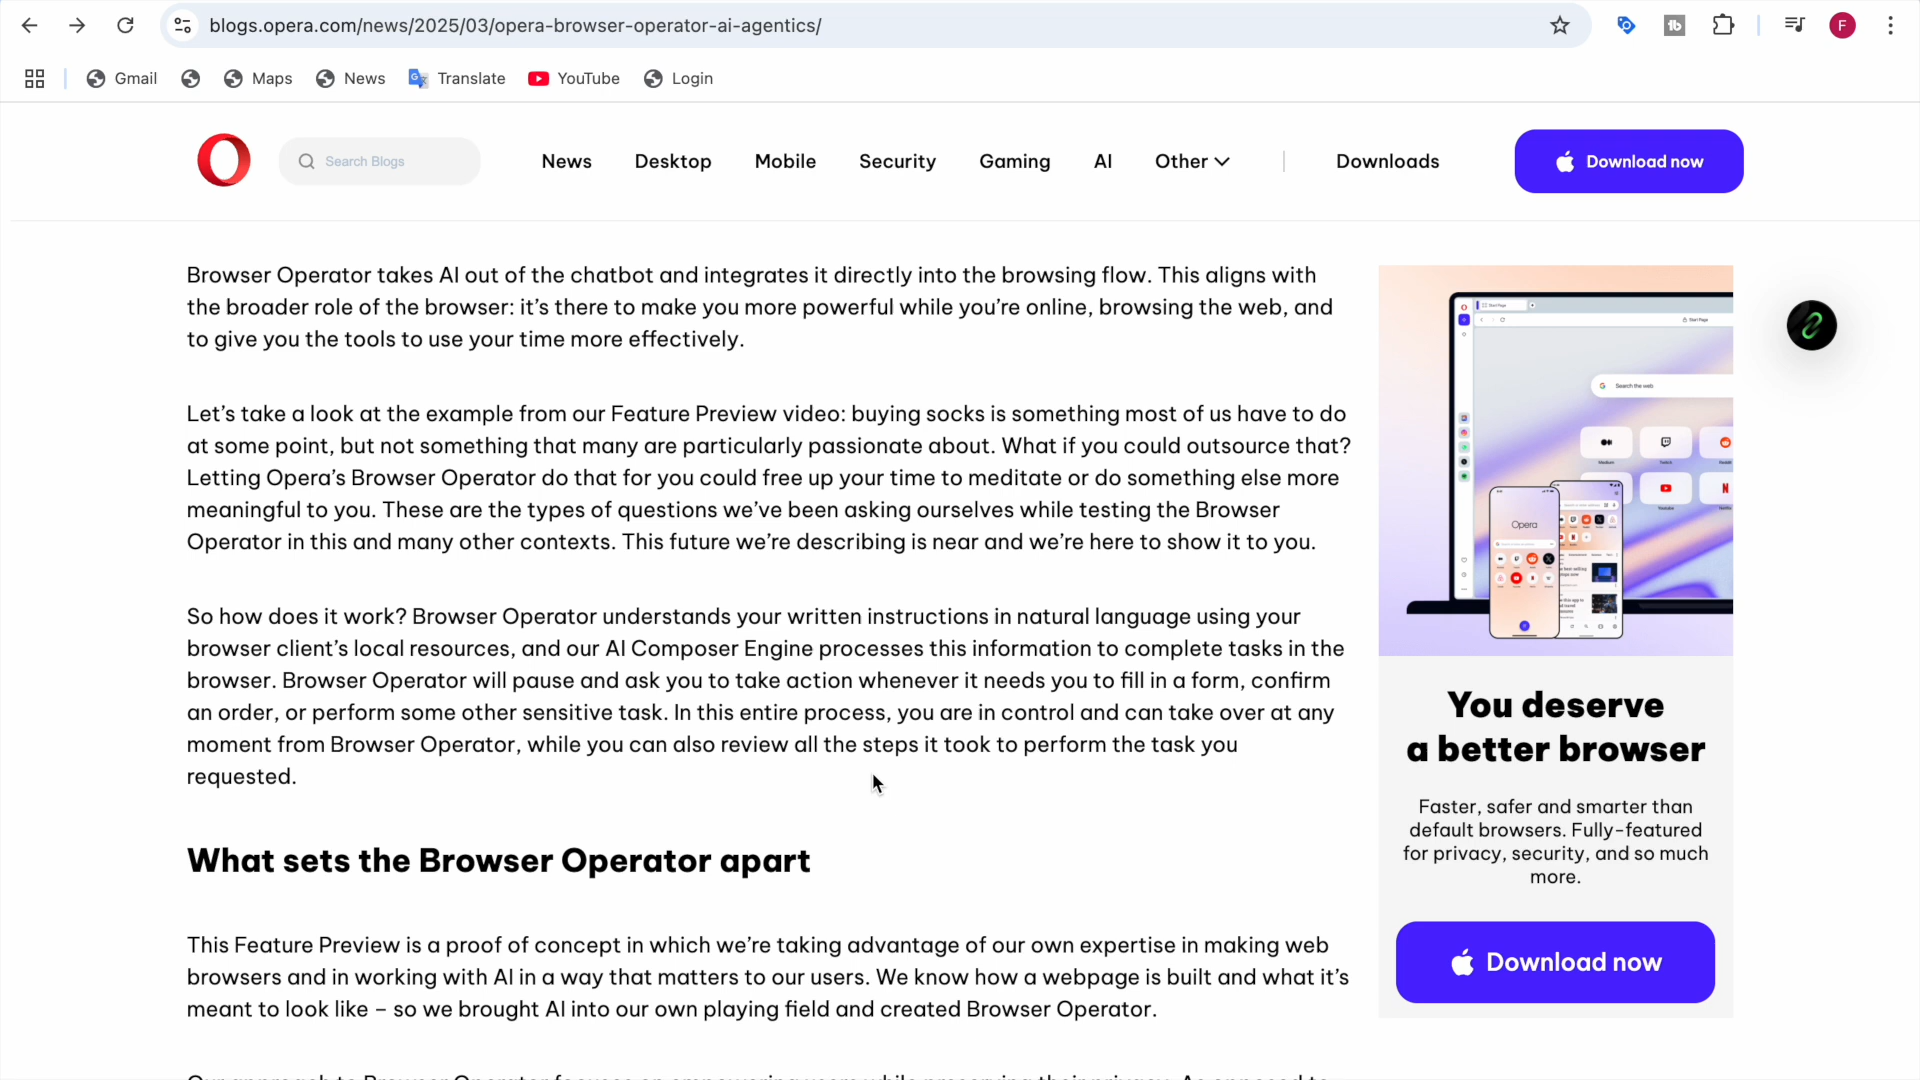 blogs.opera.com/news/2025/03/opera-browser-operator-ai-agentics/
F
Gmail
Maps
News
Translate
YouTube
Login
Search Blogs
News
Desktop
Mobile
Security
Gaming
AI
Other
Downloads
Download now
Browser Operator takes AI out of the chatbot and integrates it directly into the browsing flow. This aligns with
the broader role of the browser: it’s there to make you more powerful while you’re online, browsing the web, and
to give you the tools to use your time more effectively.
Let’s take a look at the example from our Feature Preview video: buying socks is something most of us have to do
at some point, but not something that many are particularly passionate about. What if you could outsource that?
Letting Opera’s Browser Operator do that for you could free up your time to meditate or do something else more
meaningful to you. These are the types of questions we’ve been asking ourselves while testing the Browser
Operator in this and many other contexts. This future we’re describing is near and we’re here to show it to you.
So how does it work? Browser Operator understands your written instructions in natural language using your
browser client’s local resources, and our AI Composer Engine processes this information to complete tasks in the
browser. Browser Operator will pause and ask you to take action whenever it needs you to fill in a form, confirm
an order, or perform some other sensitive task. In this entire process, you are in control and can take over at any
moment from Browser Operator, while you can also review all the steps it took to perform the task you
requested.
What sets the Browser Operator apart
This Feature Preview is a proof of concept in which we’re taking advantage of our own expertise in making web
browsers and in working with AI in a way that matters to our users. We know how a webpage is built and what it’s
meant to look like – so we brought AI into our own playing field and created Browser Operator.
Start Page
Start Page
Search the web
Medium
Twitch
Reddit
Youtube
Netflix
Opera
You deserve
a better browser
Faster, safer and smarter than
default browsers. Fully-featured
for privacy, security, and so much
more.
Download now